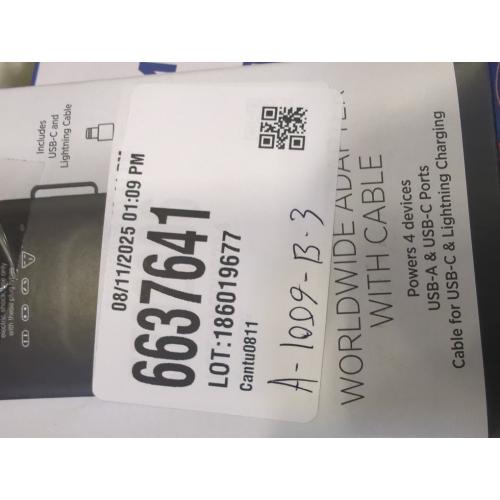 Includes
USB-C and
Lightning Cable
08/11/2025 01:09 PM
6637641
LOT:186019677
Cantu0811
A-1009-B-3
WORLDWIDE ADAPTER
WITH CABLE
Powers 4 devices
USB-A & USB-C Ports
Cable for USB-C & Lightning Charging